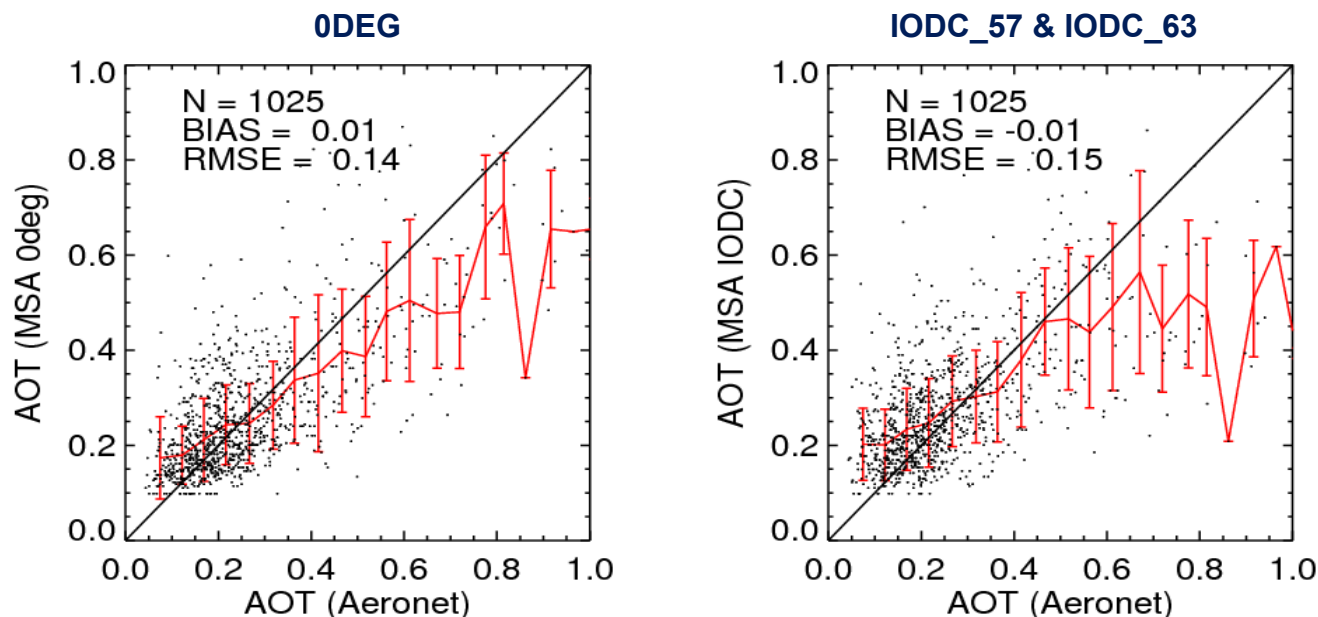 0DEG
1.0
0.8
0.6
0.4
0.2
0.0
N = 1025
BIAS = 0.01
RMSE = 0.14
AOT (MSA 0deg)
0.0 0.2 0.4 0.6 0.8 1.0
AOT (Aeronet)
IODC_57 & IODC_63
1.0
0.8
0.6
0.4
0.2
0.0
N = 1025
BIAS = -0.01
RMSE = 0.15
AOT (MSA IODC)
0.0 0.2 0.4 0.6 0.8 1.0
AOT (Aeronet)